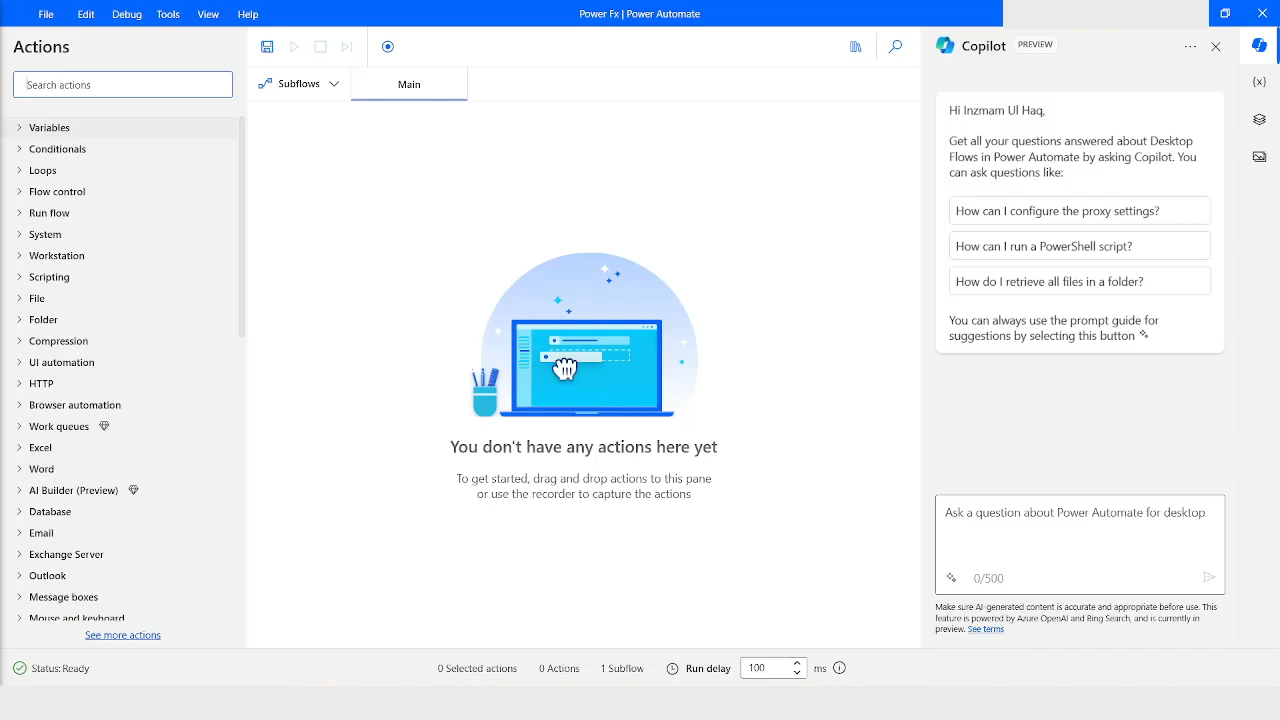 File Edit Debug Tools View Help
Power Fx | Power Automate
Actions
Search actions
Variables
Conditionals
Loops
Flow control
Run flow
System
Workstation
Scripting
File
Folder
Compression
UI automation
HTTP
Browser automation
Work queues
Excel
Word
AI Builder (Preview)
Database
Email
Exchange Server
Outlook
Message boxes
Mouse and keyboard
See more actions
Subflows
Main
You don't have any actions here yet
To get started, drag and drop actions to this pane
or use the recorder to capture the actions
Copilot PREVIEW
Hi Inzmam Ul Haq,
Get all your questions answered about Desktop
Flows in Power Automate by asking Copilot. You
can ask questions like:
How can I configure the proxy settings?
How can I run a PowerShell script?
How do I retrieve all files in a folder?
You can always use the prompt guide for
suggestions by selecting this button
Ask a question about Power Automate for desktop
0/500
Make sure AI-generated content is accurate and appropriate before use. This
feature is powered by Azure OpenAI and Bing Search, and is currently in
preview. See terms
{x}
Status: Ready
0 Selected actions 0 Actions 1 Subflow Run delay 100 ms